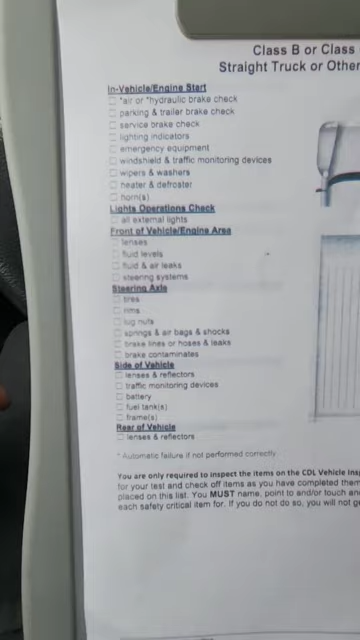 Class B or Class
Straight Truck or Other
In-Vehicle/Engine Start
*air or *hydraulic brake check
parking & trailer brake check
service brake check
lighting indicators
emergency equipment
windshield & traffic monitoring devices
wipers & washers
heater & defroster
horn(s)
Lights Operations Check
all external lights
Front of Vehicle/Engine Area
lenses
fluid levels
fluid & air leaks
steering systems
Steering Axle
tires
rims
lug nuts
springs & air bags & shocks
brake lines or hoses & leaks
brake contaminates
Side of Vehicle
lenses & reflectors
traffic monitoring devices
battery
fuel tank(s)
frame(s)
Rear of Vehicle
lenses & reflectors
* Automatic failure if not performed correctly
You are only required to inspect the items on the CDL Vehicle Insp
for your test and check off items as you have completed them
placed on this list. You MUST name, point to and/or touch an
each safety critical item for. If you do not do so, you will not g